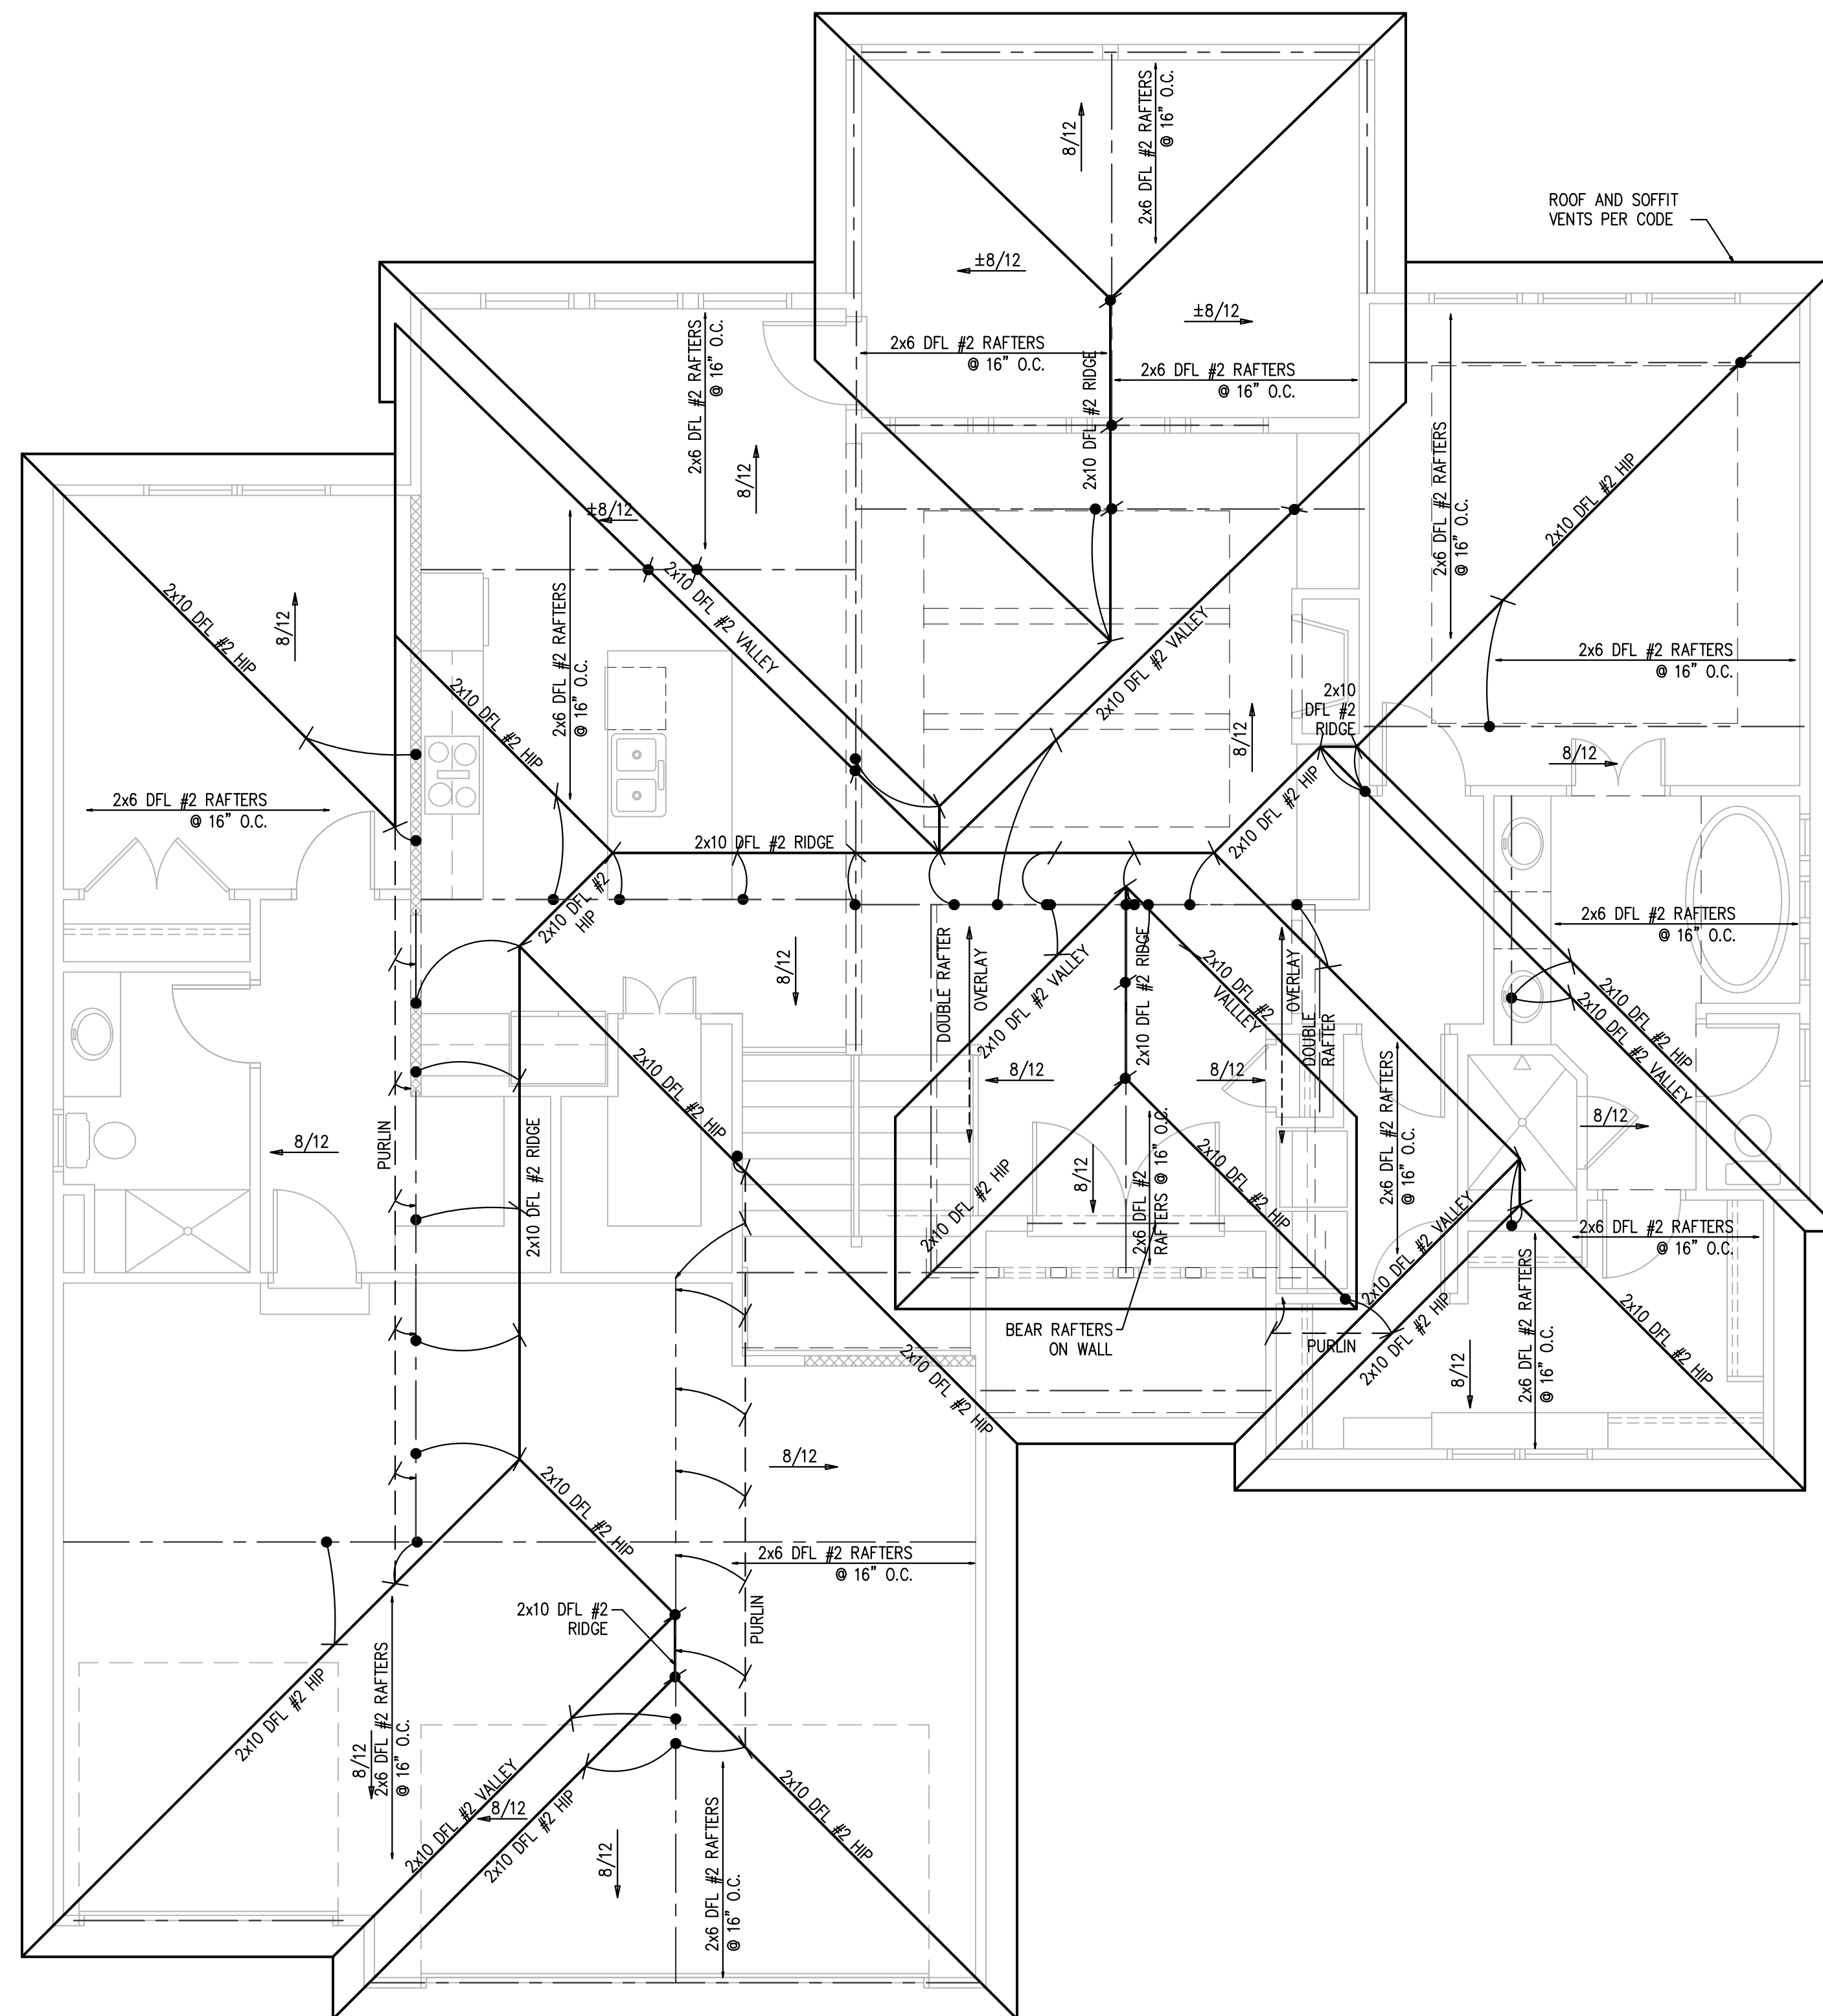 8/12
2x6 DFL #2 RAFTERS
@ 16" O.C.
ROOF AND SOFFIT
VENTS PER CODE
±8/12
±8/12
2x6 DFL #2 RAFTERS
@ 16" O.C.
2x6 DFL #2 RAFTERS
@ 16" O.C.
2x10 DFL #2 RIDGE
2x6 DFL #2 RAFTERS
@ 16" O.C.
8/12
±8/12
2x10 DFL #2 VALLEY
2x6 DFL #2 RAFTERS
@ 16" O.C.
2x10 DFL #2 HIP
2x10 DFL #2 HIP
8/12
2x10 DFL #2 HIP
2x6 DFL #2 RAFTERS
@ 16" O.C.
2x10 DFL #2 VALLEY
8/12
2x6 DFL #2 RAFTERS
@ 16" O.C.
2x10
DFL #2
RIDGE
8/12
2x6 DFL #2 RAFTERS
@ 16" O.C.
2x10 DFL #2 RIDGE
2x10 DFL #2 HIP
2x10 DFL #2
HIP
8/12
DOUBLE RAFTER
OVERLAY
2x10 DFL #2 VALLEY
2x10 DFL #2 RIDGE
2x10 DFL #2
VALLLEY
OVERLAY
DOUBLE
RAFTER
2x6 DFL #2 RAFTERS
@ 16" O.C.
2x10 DFL #2 HIP
2x10 DFL #2 VALLEY
8/12
8/12
8/12
2x6 DFL #2 RAFTERS
@ 16" O.C.
2x10 DFL #2 HIP
PURLIN
8/12
2x10 DFL #2 RIDGE
2x10 DFL #2 HIP
8/12
2x6 DFL #2
RAFTERS @ 16" O.C.
2x10 DFL #2 HIP
2x10 DFL #2 VALLEY
2x6 DFL #2 RAFTERS
@ 16" O.C.
2x6 DFL #2 RAFTERS
@ 16" O.C.
2x10 DFL #2 HIP
BEAR RAFTERS
ON WALL
PURLIN
2x10 DFL #2 HIP
8/12
2x10 DFL #2 HIP
8/12
2x10 DFL #2 HIP
2x6 DFL #2 RAFTERS
@ 16" O.C.
2x10 DFL #2
RIDGE
PURLIN
2x10 DFL #2 HIP
8/12
2x6 DFL #2 RAFTERS
@ 16" O.C.
2x10 DFL #2 VALLEY
8/12
2x10 DFL #2 HIP
8/12
2x6 DFL #2 RAFTERS
@ 16" O.C.
2x10 DFL #2 HIP